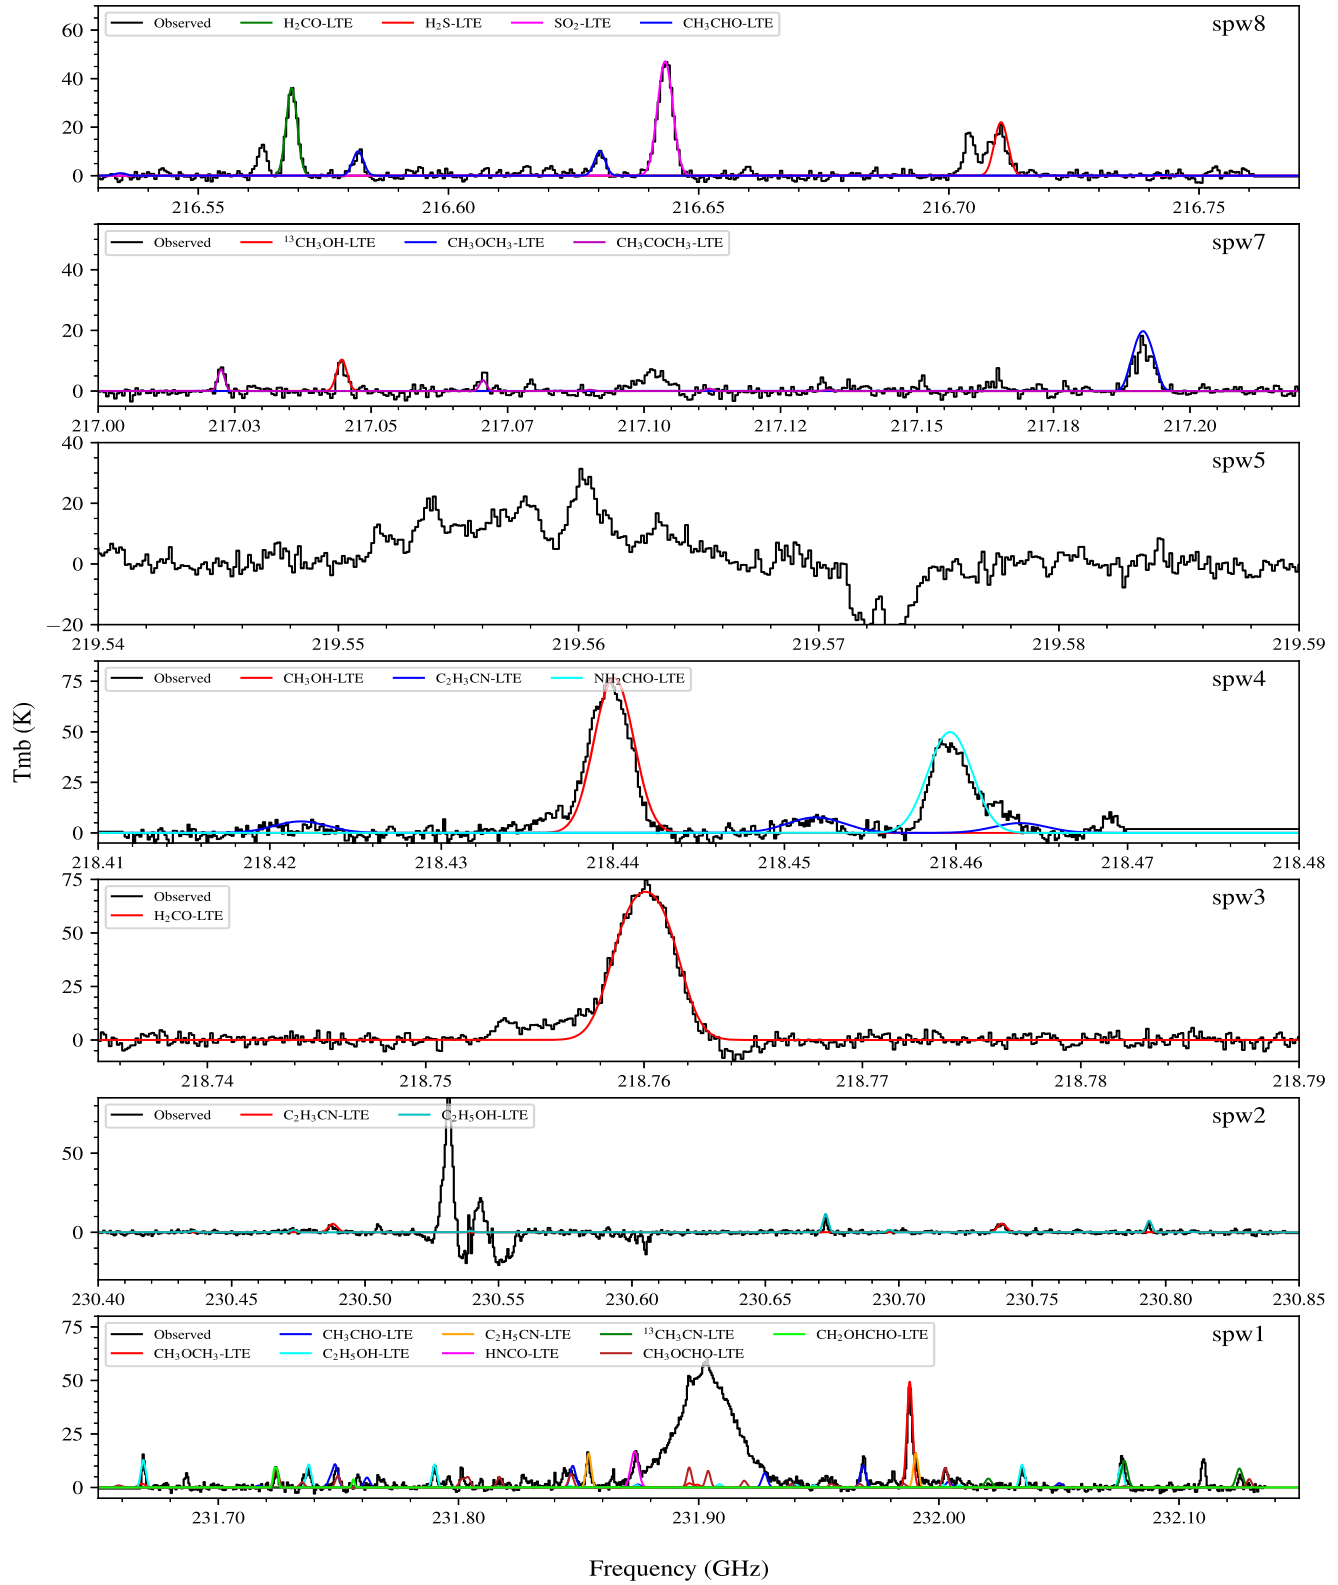 Observed H₂CO-LTE H₂S-LTE SO₂-LTE CH₃CHO-LTE spw8
60
40
20
0
216.55 216.60 216.65 216.70 216.75
Observed ¹³CH₃OH-LTE CH₃OCH₃-LTE CH₃COCH₃-LTE spw7
40
20
0
217.00 217.03 217.05 217.07 217.10 217.12 217.15 217.18 217.20
spw5
40
20
0
−20
219.54 219.55 219.56 219.57 219.58 219.59
Observed CH₃OH-LTE C₂H₃CN-LTE NH₂CHO-LTE spw4
75
50
25
0
218.41 218.42 218.43 218.44 218.45 218.46 218.47 218.48
Tmb (K)
Observed spw3
H₂CO-LTE
75
50
25
0
218.74 218.75 218.76 218.77 218.78 218.79
Observed C₂H₃CN-LTE C₂H₅OH-LTE spw2
50
0
230.40 230.45 230.50 230.55 230.60 230.65 230.70 230.75 230.80 230.85
Observed CH₃CHO-LTE C₂H₅CN-LTE ¹³CH₃CN-LTE CH₂OHCHO-LTE spw1
CH₃OCH₃-LTE C₂H₅OH-LTE HNCO-LTE CH₃OCHO-LTE
75
50
25
0
231.70 231.80 231.90 232.00 232.10
Frequency (GHz)